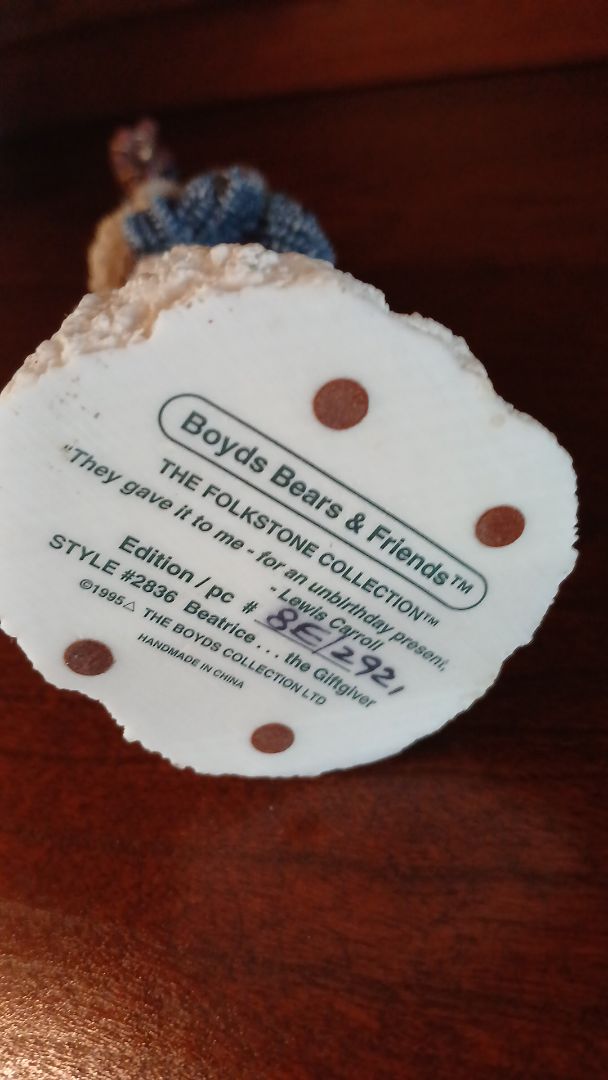 Boyds Bears & Friends™
THE FOLKSTONE COLLECTION™
"They gave it to me - for an unbirthday present,
- Lewis Carroll
Edition / pc # 8E/2921
STYLE #2836 Beatrice . . . the Giftgiver
©1995△ THE BOYDS COLLECTION LTD
HANDMADE IN CHINA